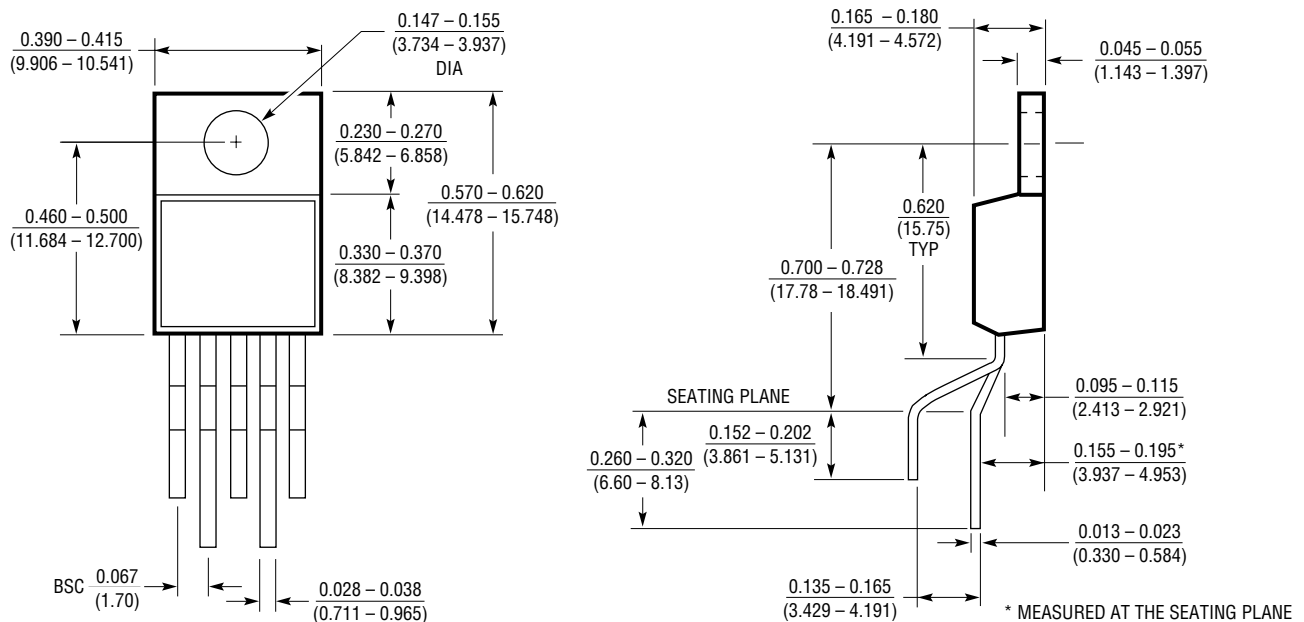 0.390 – 0.415
(9.906 – 10.541)
0.147 – 0.155
(3.734 – 3.937)
DIA
0.230 – 0.270
(5.842 – 6.858)
0.570 – 0.620
(14.478 – 15.748)
0.460 – 0.500
(11.684 – 12.700)
0.330 – 0.370
(8.382 – 9.398)
BSC
0.067
(1.70)
0.028 – 0.038
(0.711 – 0.965)
0.165 – 0.180
(4.191 – 4.572)
0.045 – 0.055
(1.143 – 1.397)
0.620
(15.75)
TYP
0.700 – 0.728
(17.78 – 18.491)
SEATING PLANE
0.152 – 0.202
(3.861 – 5.131)
0.260 – 0.320
(6.60 – 8.13)
0.095 – 0.115
(2.413 – 2.921)
0.155 – 0.195*
(3.937 – 4.953)
0.013 – 0.023
(0.330 – 0.584)
0.135 – 0.165
(3.429 – 4.191)
* MEASURED AT THE SEATING PLANE